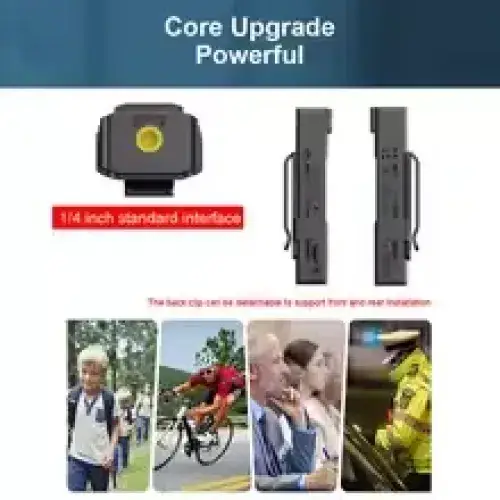 Core Upgrade
Powerful
1/4 inch standard interface
The back clip can be detachable to support front and rear installation